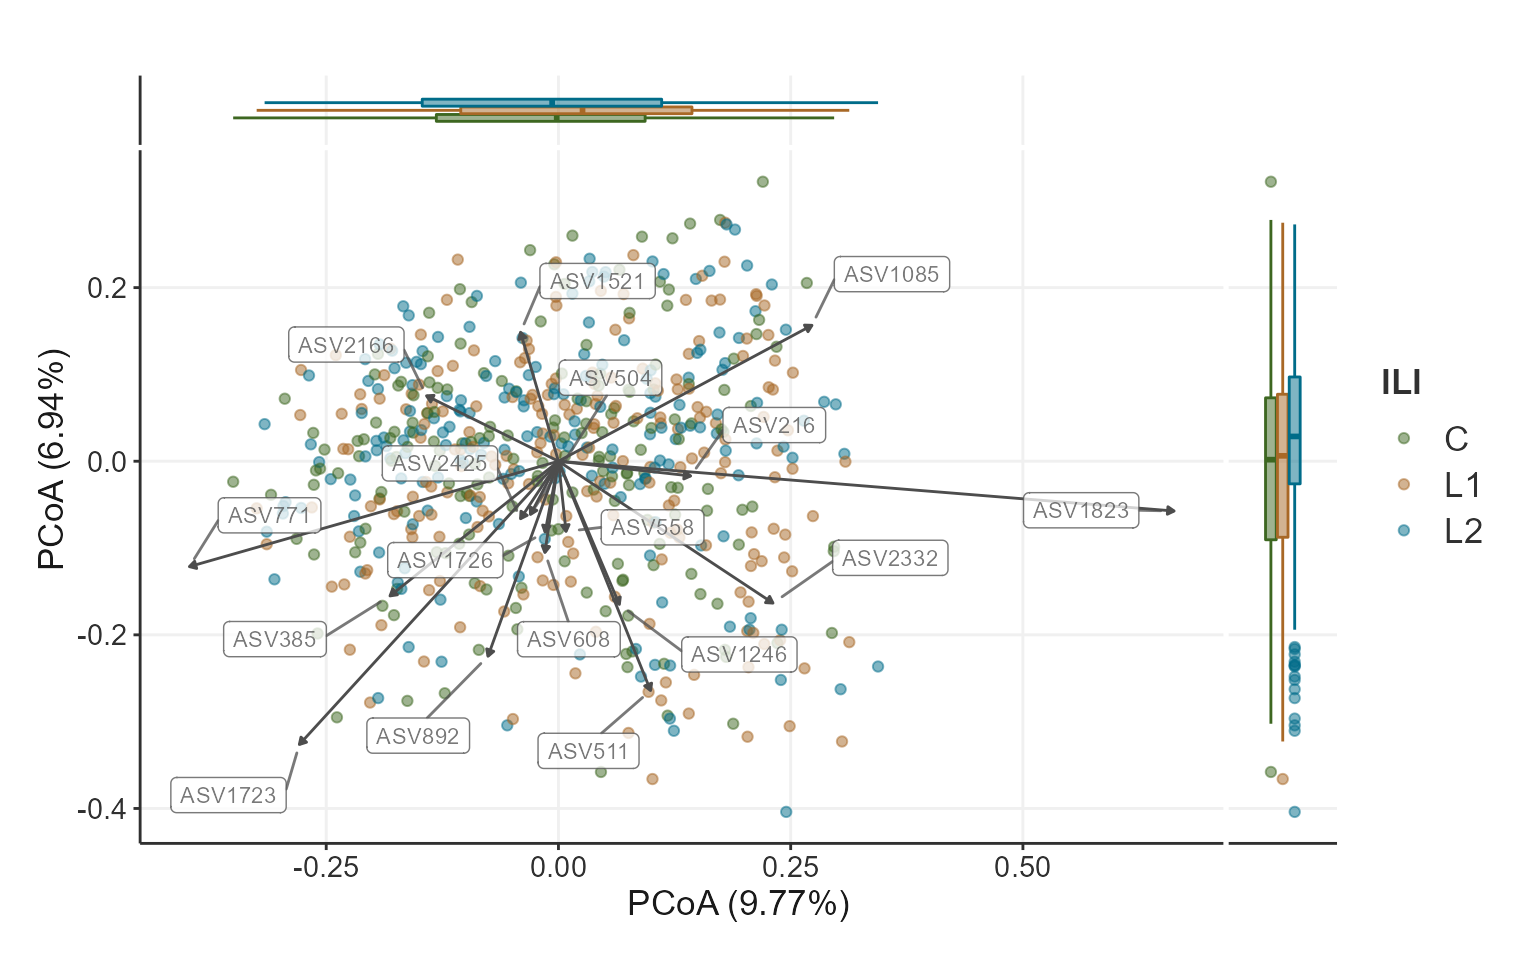 ASV1521
ASV1085
ASV2166
ASV504
ASV216
ASV2425
ASV771
ASV1823
ASV558
ASV1726
ASV2332
ASV385
ASV608
ASV1246
ASV892
ASV511
ASV1723
0.2
0.0
-0.2
-0.4
PCoA (6.94%)
-0.25
0.00
0.25
0.50
PCoA (9.77%)
ILI
C
L1
L2